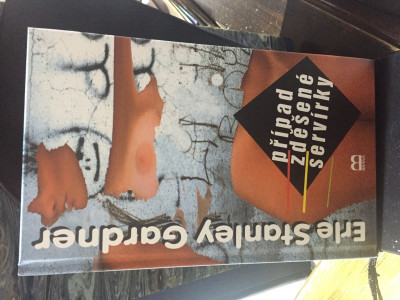 Erle Stanley Gardner
případ
zděšené
servírky